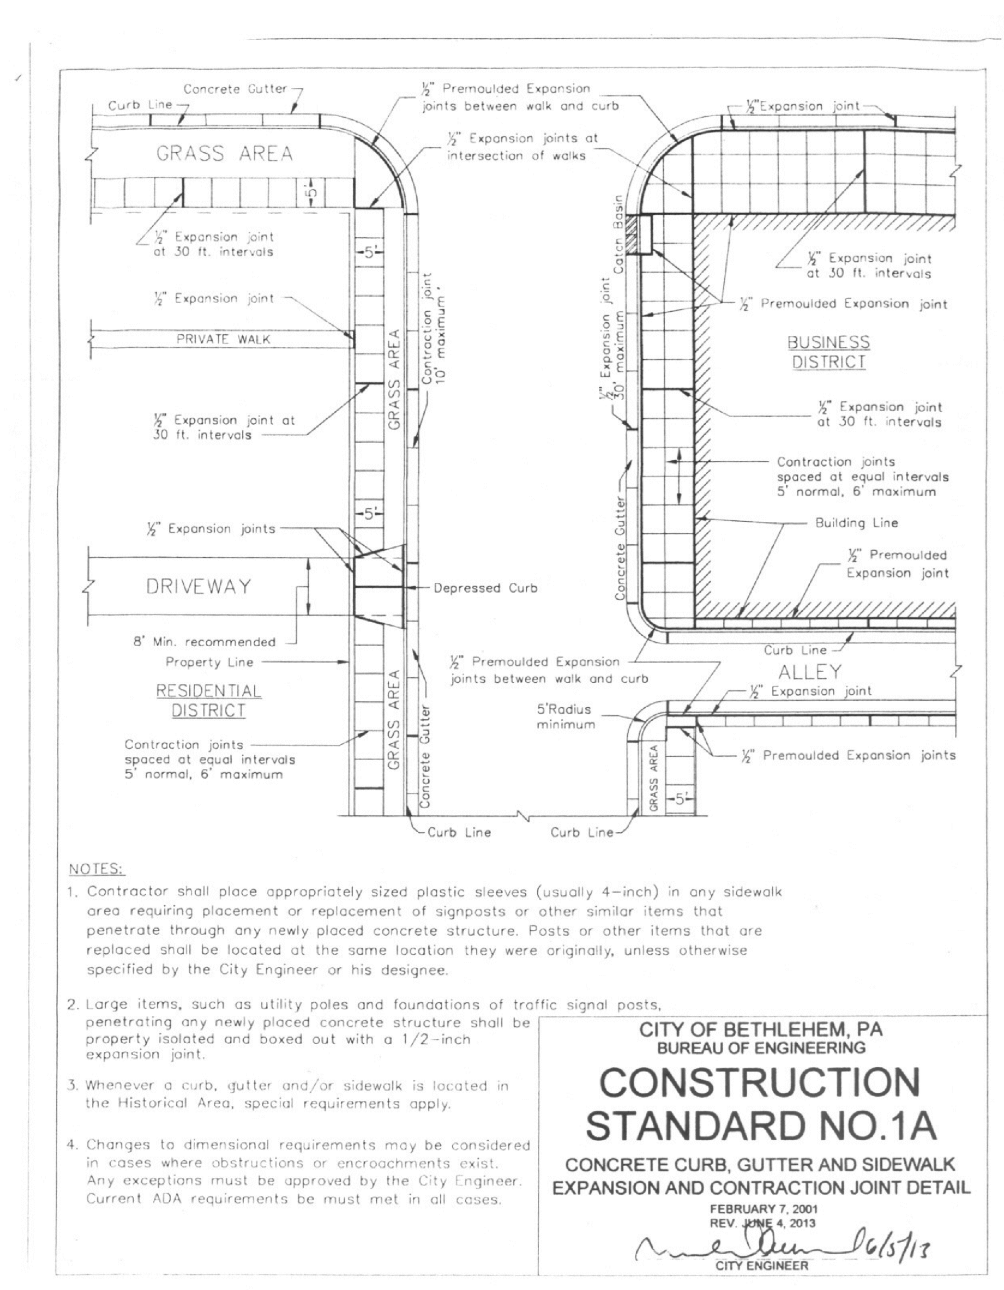 Concrete Gutter
Curb Line
GRASS AREA
5'
½" Expansion joint
at 30 ft. intervals
½" Expansion joint
PRIVATE WALK
½" Expansion joint at
30 ft. intervals
½" Expansion joints
DRIVEWAY
8' Min. recommended
Property Line
RESIDENTIAL
DISTRICT
Contraction joints
spaced at equal intervals
5' normal, 6' maximum
5'
GRASS AREA
5'
GRASS AREA
Contraction joint
10' maximum
Concrete Gutter
Depressed Curb
Curb Line
½" Premoulded Expansion
joints between walk and curb
½" Expansion joints at
intersection of walks
½" Expansion joint
Catch Basin
½" Expansion joint
30' maximum
Concrete Gutter
½" Expansion joint
at 30 ft. intervals
½" Premoulded Expansion joint
BUSINESS
DISTRICT
½" Expansion joint
at 30 ft. intervals
Contraction joints
spaced at equal intervals
5' normal, 6' maximum
Building Line
½" Premoulded
Expansion joint
½" Premoulded Expansion
joints between walk and curb
Curb Line
ALLEY
½" Expansion joint
5'Radius
minimum
½" Premoulded Expansion joints
GRASS AREA
5'
Curb Line
NOTES:
1. Contractor shall place appropriately sized plastic sleeves (usually 4-inch) in any sidewalk
area requiring placement or replacement of signposts or other similar items that
penetrate through any newly placed concrete structure. Posts or other items that are
replaced shall be located at the same location they were originally, unless otherwise
specified by the City Engineer or his designee.
2. Large items, such as utility poles and foundations of traffic signal posts,
penetrating any newly placed concrete structure shall be
property isolated and boxed out with a 1/2-inch
expansion joint.
3. Whenever a curb, gutter and/or sidewalk is located in
the Historical Area, special requirements apply.
4. Changes to dimensional requirements may be considered
in cases where obstructions or encroachments exist.
Any exceptions must be approved by the City Engineer.
Current ADA requirements be must met in all cases.
CITY OF BETHLEHEM, PA
BUREAU OF ENGINEERING
CONSTRUCTION
STANDARD NO.1A
CONCRETE CURB, GUTTER AND SIDEWALK
EXPANSION AND CONTRACTION JOINT DETAIL
FEBRUARY 7, 2001
REV. JUNE 4, 2013
6/5/13
CITY ENGINEER